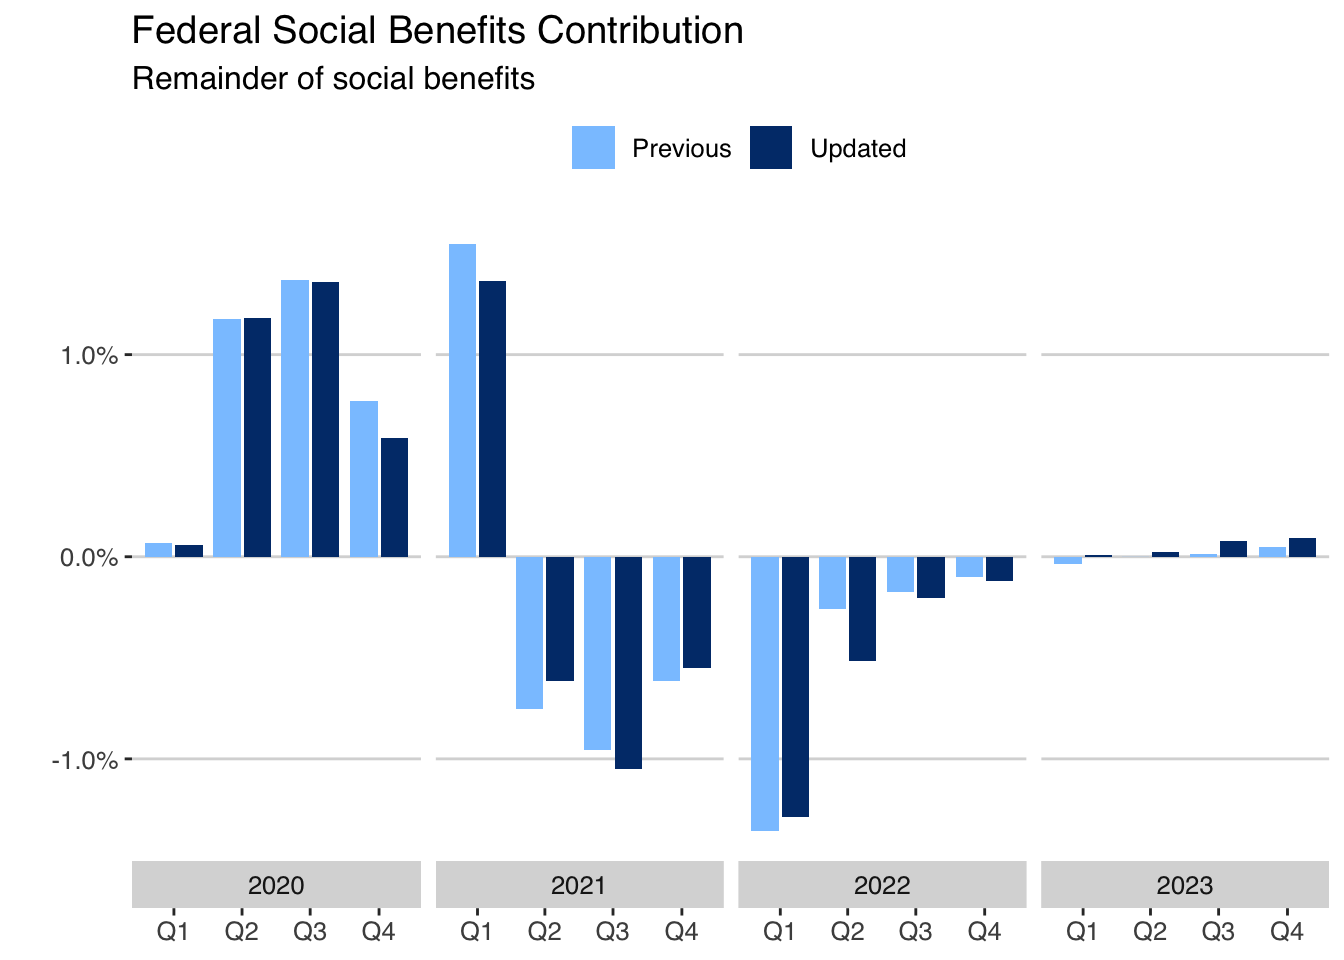 Federal Social Benefits Contribution
Remainder of social benefits
Previous Updated
1.0%
0.0%
-1.0%
2020 2021 2022 2023
Q1 Q2 Q3 Q4 Q1 Q2 Q3 Q4 Q1 Q2 Q3 Q4 Q1 Q2 Q3 Q4